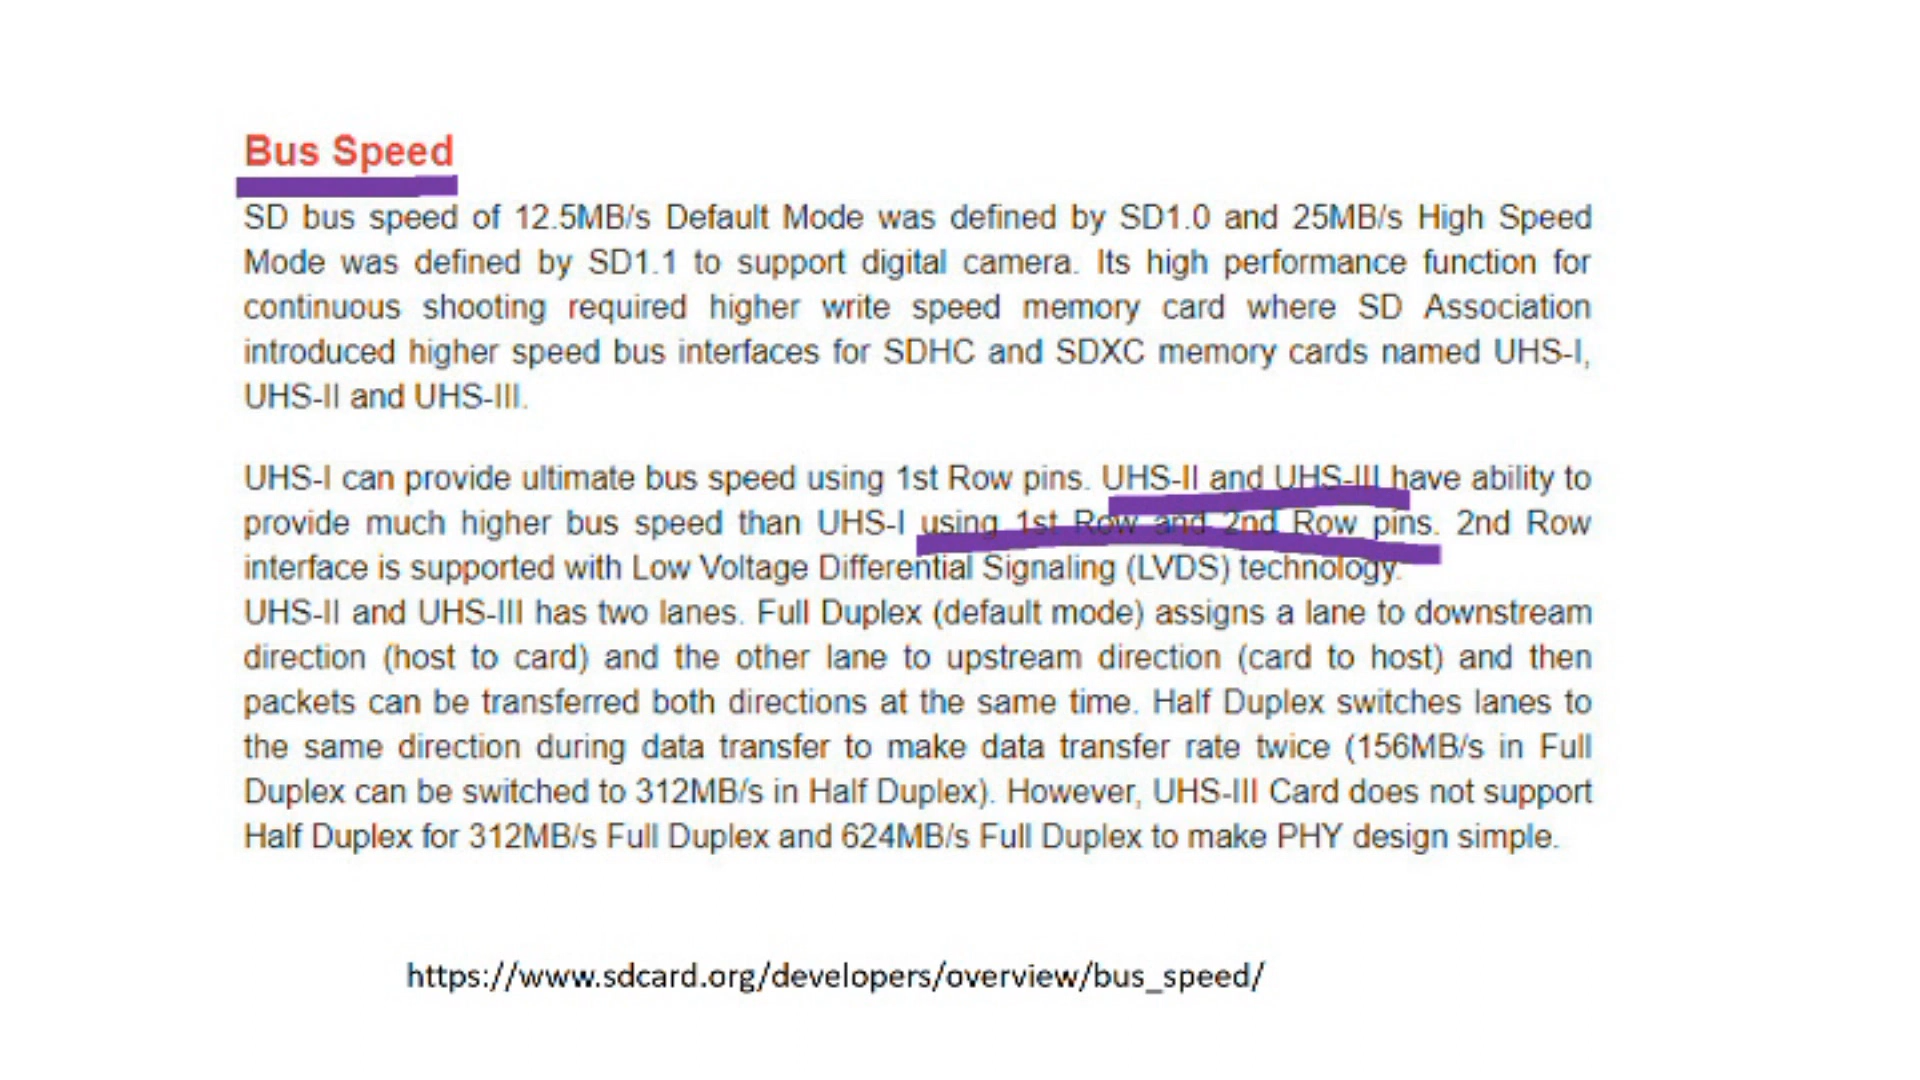 Bus Speed
SD bus speed of 12.5MB/s Default Mode was defined by SD1.0 and 25MB/s High Speed
Mode was defined by SD1.1 to support digital camera. Its high performance function for
continuous shooting required higher write speed memory card where SD Association
introduced higher speed bus interfaces for SDHC and SDXC memory cards named UHS-I,
UHS-II and UHS-III.
UHS-I can provide ultimate bus speed using 1st Row pins. UHS-II and UHS-III have ability to
provide much higher bus speed than UHS-I using 1st Row and 2nd Row pins. 2nd Row
interface is supported with Low Voltage Differential Signaling (LVDS) technology.
UHS-II and UHS-III has two lanes. Full Duplex (default mode) assigns a lane to downstream
direction (host to card) and the other lane to upstream direction (card to host) and then
packets can be transferred both directions at the same time. Half Duplex switches lanes to
the same direction during data transfer to make data transfer rate twice (156MB/s in Full
Duplex can be switched to 312MB/s in Half Duplex). However, UHS-III Card does not support
Half Duplex for 312MB/s Full Duplex and 624MB/s Full Duplex to make PHY design simple.
https://www.sdcard.org/developers/overview/bus_speed/